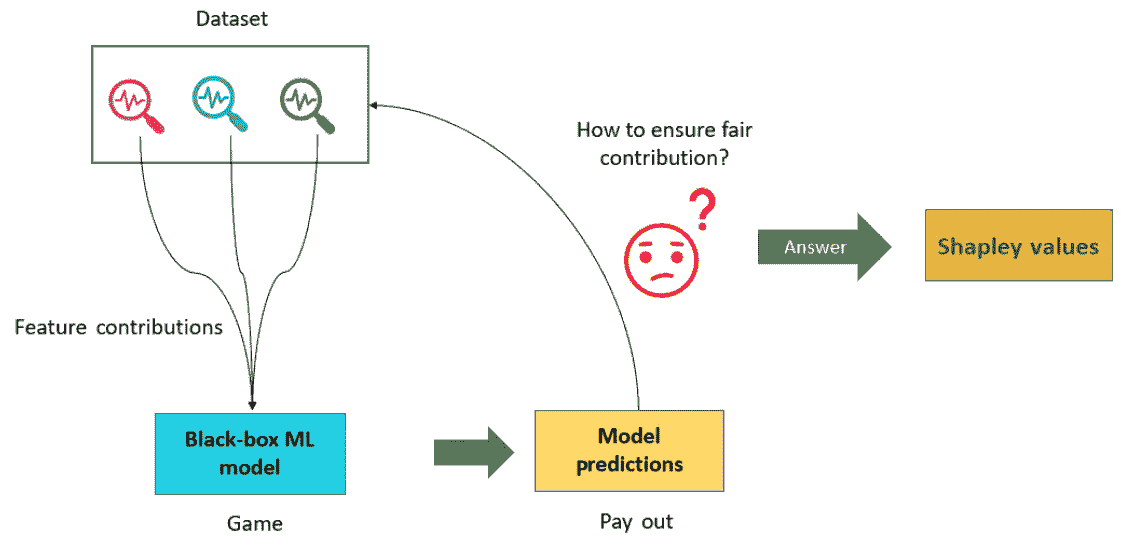 Dataset
How to ensure fair
contribution?
?
Answer
Shapley values
Feature contributions
Black-box ML
model
Model
predictions
Game
Pay out